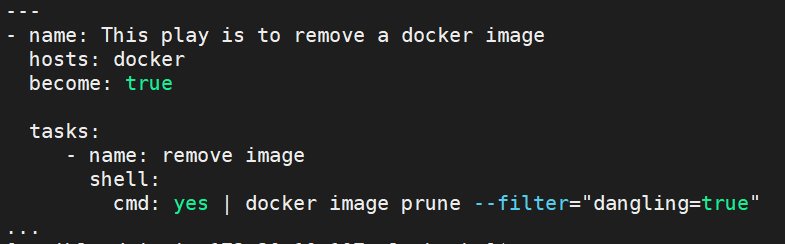 ---
- name: This play is to remove a docker image
  hosts: docker
  become: true

  tasks:
     - name: remove image
       shell:
         cmd: yes | docker image prune --filter="dangling=true"
...